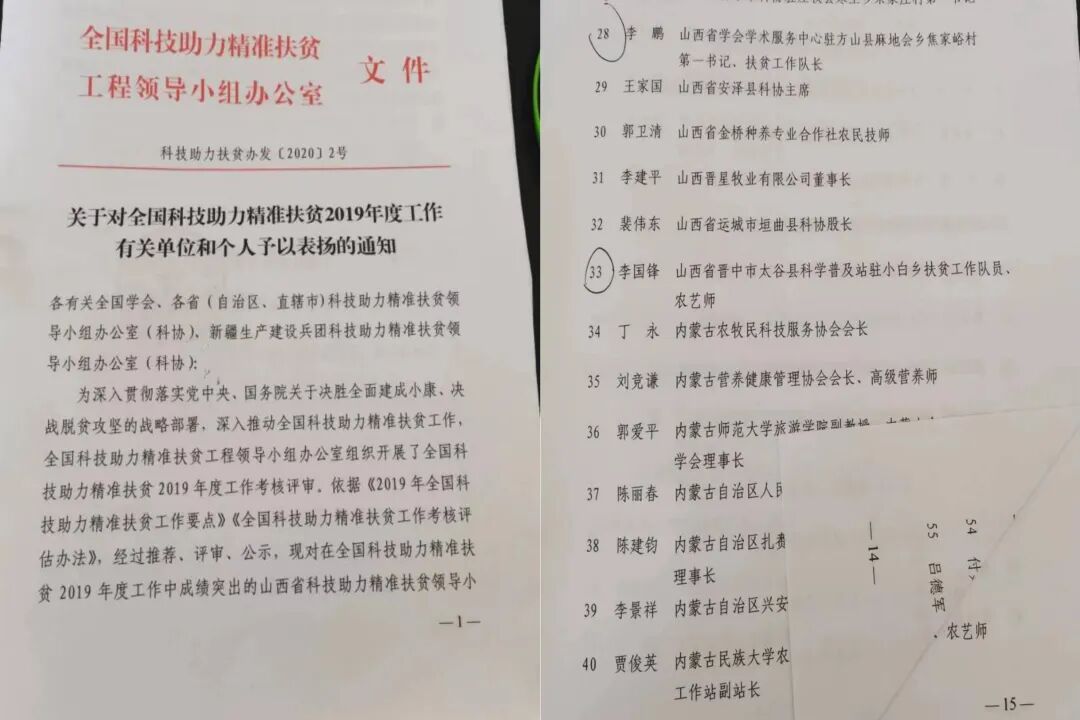 全国科技助力精准扶贫
工程领导小组办公室
文件
科技助力扶贫办发〔2020〕2号
关于对全国科技助力精准扶贫2019年度工作
有关单位和个人予以表扬的通知
各有关全国学会、各省（自治区、直辖市）科技助力精准扶贫领
导小组办公室（科协）、新疆生产建设兵团科技助力精准扶贫领
导小组办公室（科协）：
为深入贯彻落实党中央、国务院关于决胜全面建成小康、决
战脱贫攻坚的战略部署，深入推动全国科技助力精准扶贫工作，
全国科技助力精准扶贫工程领导小组办公室组织开展了全国科
技助力精准扶贫2019年度工作考核评审。依据《2019年全国科
技助力精准扶贫工作要点》《全国科技助力精准扶贫工作考核评
估办法》，经过推荐、评审、公示，现对在全国科技助力精准扶
贫2019年度工作中成绩突出的山西省科技助力精准扶贫领导小
—1—
28 李 鹏 山西省学会学术服务中心驻方山县麻地会乡焦家峪村
第一书记、扶贫工作队长
29 王家国 山西省安泽县科协主席
30 郭卫清 山西省金桥种养专业合作社农民技师
31 李建平 山西晋星牧业有限公司董事长
32 裴伟东 山西省运城市垣曲县科协股长
33 李国锋 山西省晋中市太谷县科学普及站驻小白乡扶贫工作队员、
农艺师
34 丁 永 内蒙古农牧民科技服务协会会长
35 刘竞谦 内蒙古营养健康管理协会会长、高级营养师
36 郭爱平 内蒙古师范大学旅游学院副教授
学会理事长
37 陈丽春 内蒙古自治区人民
38 陈建钧 内蒙古自治区扎赉
理事长
39 李景祥 内蒙古自治区兴安
40 贾俊英 内蒙古民族大学农
工作站副站长
54 付
55 吕德军
—14—
、农艺师
—15—